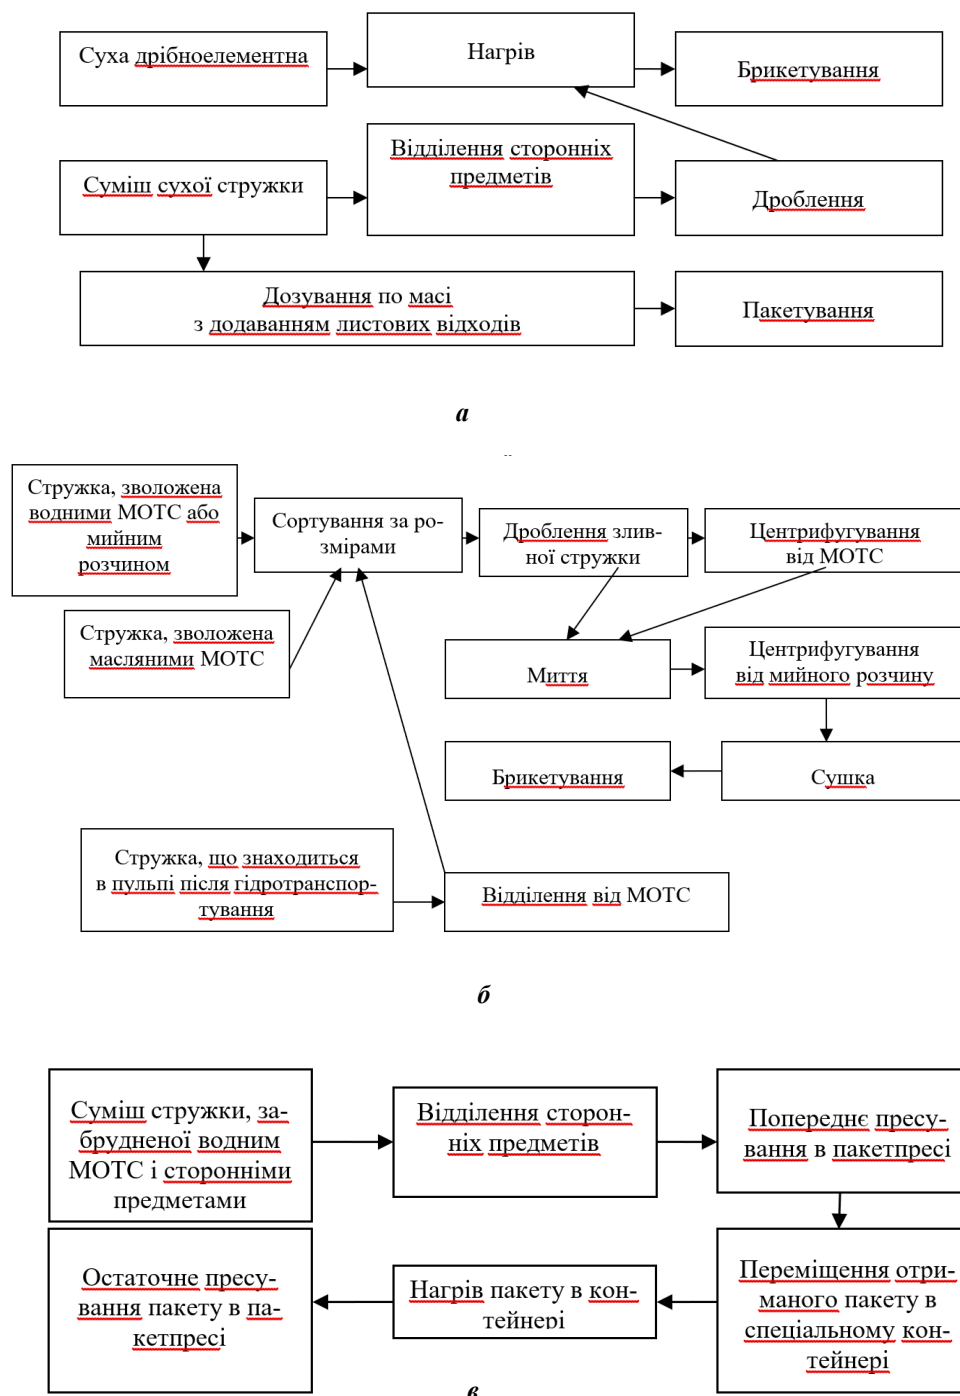 Суха дрібноелементна
Нагрів
Брикетування
Суміш сухої стружки
Відділення сторонніх
предметів
Дроблення
Дозування по масі
з додаванням листових відходів
Пакетування
а
Стружка, зволожена
водними МОТС або
мийним
розчином
Сортування за ро-
змірами
Дроблення злив-
ної стружки
Центрифугування
від МОТС
Стружка, зволожена
масляними МОТС
Миття
Центрифугування
від мийного розчину
Брикетування
Сушка
Стружка, що знаходиться
в пульпі після гідротранспор-
тування
Відділення від МОТС
б
Суміш стружки, за-
брудненої водним
МОТС і сторонніми
предметами
Відділення сторон-
ніх предметів
Попереднє пресу-
вання в пакетпресі
Остаточне пресу-
вання пакету в па-
кетпресі
Нагрів пакету в кон-
тейнері
Переміщення отри-
маного пакету в
спеціальному кон-
тейнері
в